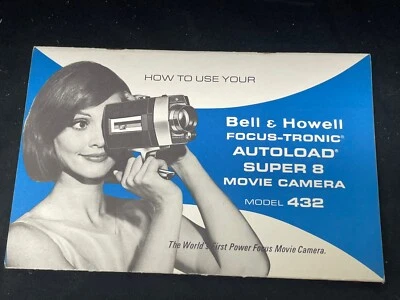 HOW TO USE YOUR
Bell & Howell
FOCUS-TRONIC®
AUTOLOAD®
SUPER 8
MOVIE CAMERA
MODEL 432
The World's First Power Focus Movie Camera.